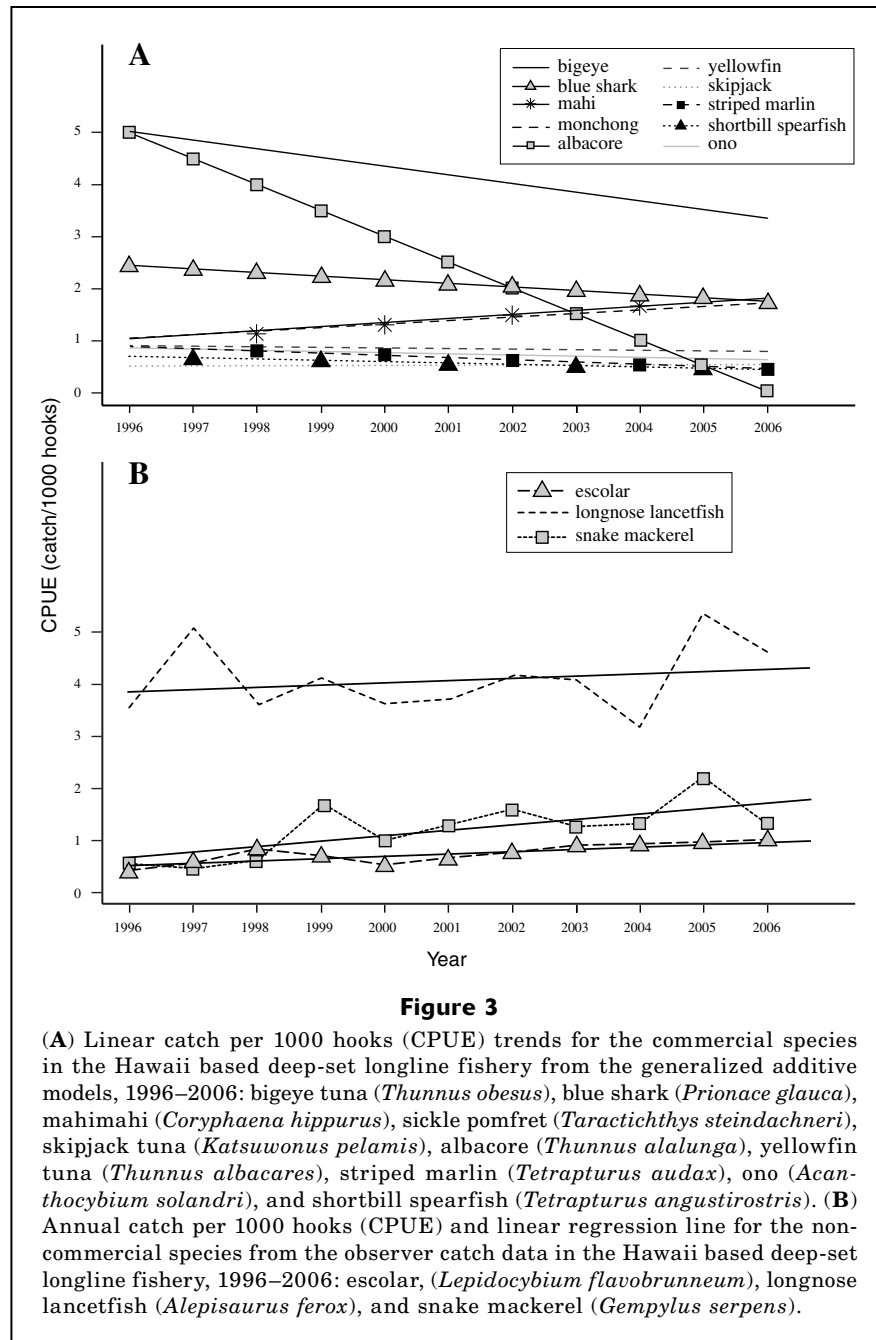 A
bigeye
blue shark
mahi
monchong
albacore
yellowfin
skipjack
striped marlin
shortbill spearfish
ono
5
4
3
2
1
0
1996 1997 1998 1999 2000 2001 2002 2003 2004 2005 2006
CPUE (catch/1000 hooks)
B
escolar
longnose lancetfish
snake mackerel
5
4
3
2
1
0
1996 1997 1998 1999 2000 2001 2002 2003 2004 2005 2006
Year
Figure 3
(A) Linear catch per 1000 hooks (CPUE) trends for the commercial species
in the Hawaii based deep-set longline fishery from the generalized additive
models, 1996–2006: bigeye tuna (Thunnus obesus), blue shark (Prionace glauca),
mahimahi (Coryphaena hippurus), sickle pomfret (Taractichthys steindachneri),
skipjack tuna (Katsuwonus pelamis), albacore (Thunnus alalunga), yellowfin
tuna (Thunnus albacares), striped marlin (Tetrapturus audax), ono (Acan-
thocybium solandri), and shortbill spearfish (Tetrapturus angustirostris). (B)
Annual catch per 1000 hooks (CPUE) and linear regression line for the non-
commercial species from the observer catch data in the Hawaii based deep-set
longline fishery, 1996–2006: escolar, (Lepidocybium flavobrunneum), longnose
lancetfish (Alepisaurus ferox), and snake mackerel (Gempylus serpens).